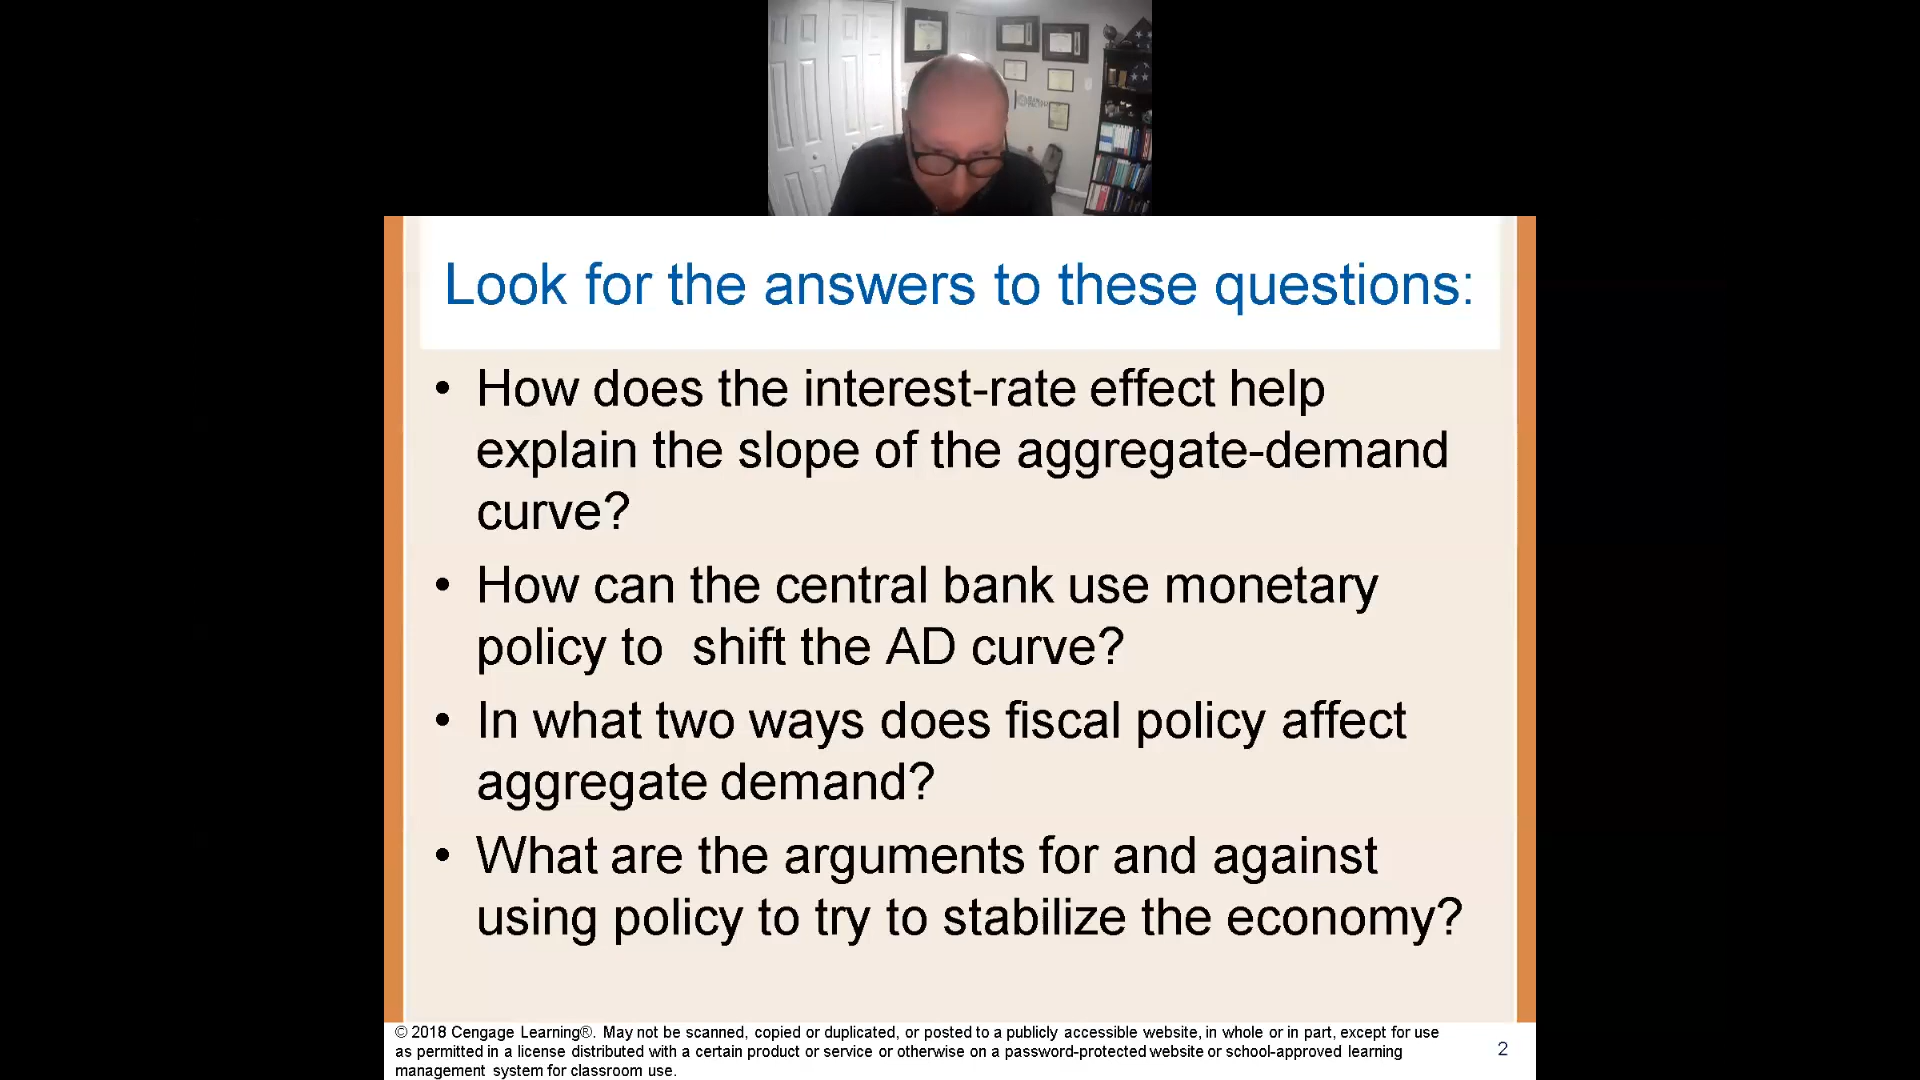 Look for the answers to these questions:
• How does the interest-rate effect help
explain the slope of the aggregate-demand
curve?
• How can the central bank use monetary
policy to  shift the AD curve?
• In what two ways does fiscal policy affect
aggregate demand?
• What are the arguments for and against
using policy to try to stabilize the economy?
© 2018 Cengage Learning®. May not be scanned, copied or duplicated, or posted to a publicly accessible website, in whole or in part, except for use
as permitted in a license distributed with a certain product or service or otherwise on a password-protected website or school-approved learning
management system for classroom use.
2